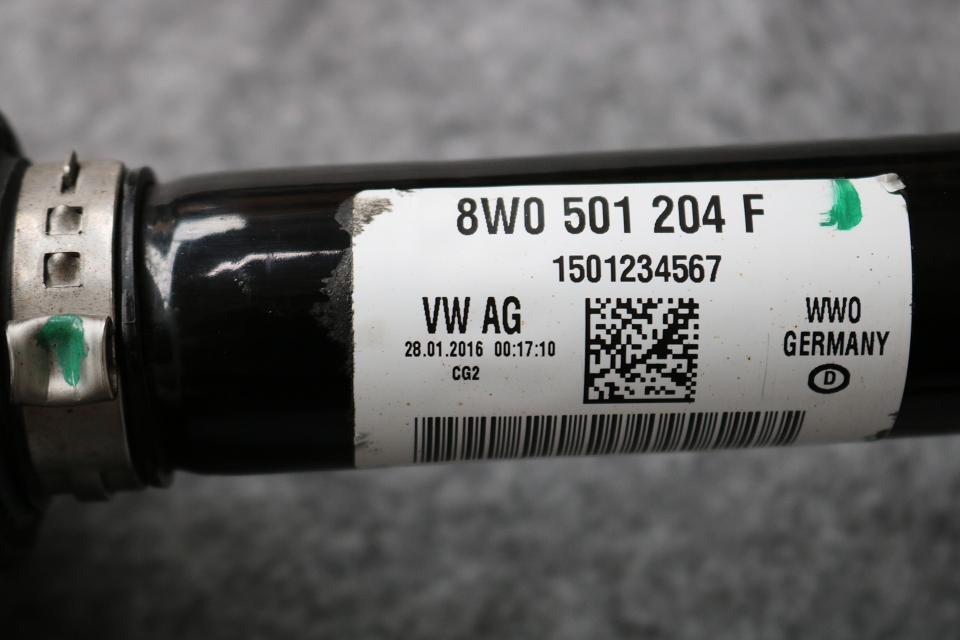 8W0 501 204 F
1501234567
VW AG
28.01.2016 00:17:10
CG2
WWO
GERMANY
D